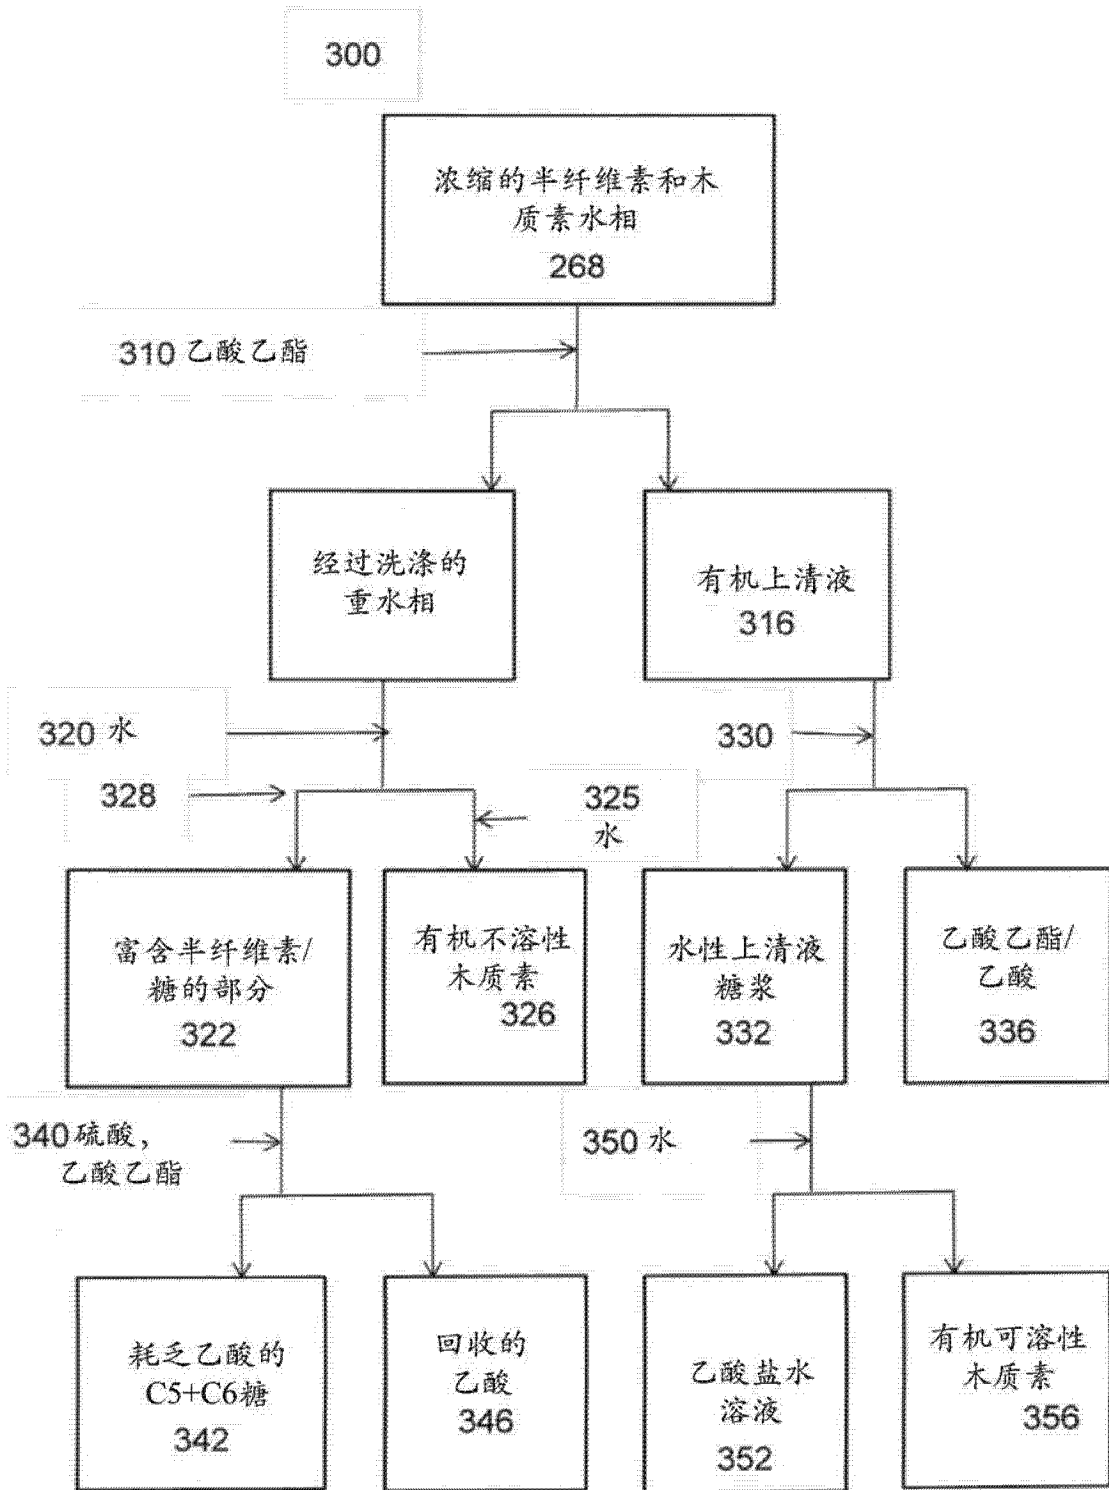 300
浓缩的半纤维素和木
质素水相
268
310 乙酸乙酯
经过洗涤的
重水相
有机上清液
316
320 水
330
328
325
水
富含半纤维素/
糖的部分
322
有机不溶性
木质素
326
水性上清液
糖浆
332
乙酸乙酯/
乙酸
336
340 硫酸，
乙酸乙酯
350 水
耗乏乙酸的
C5+C6糖
342
回收的
乙酸
346
乙酸盐水
溶液
352
有机可溶性
木质素
356